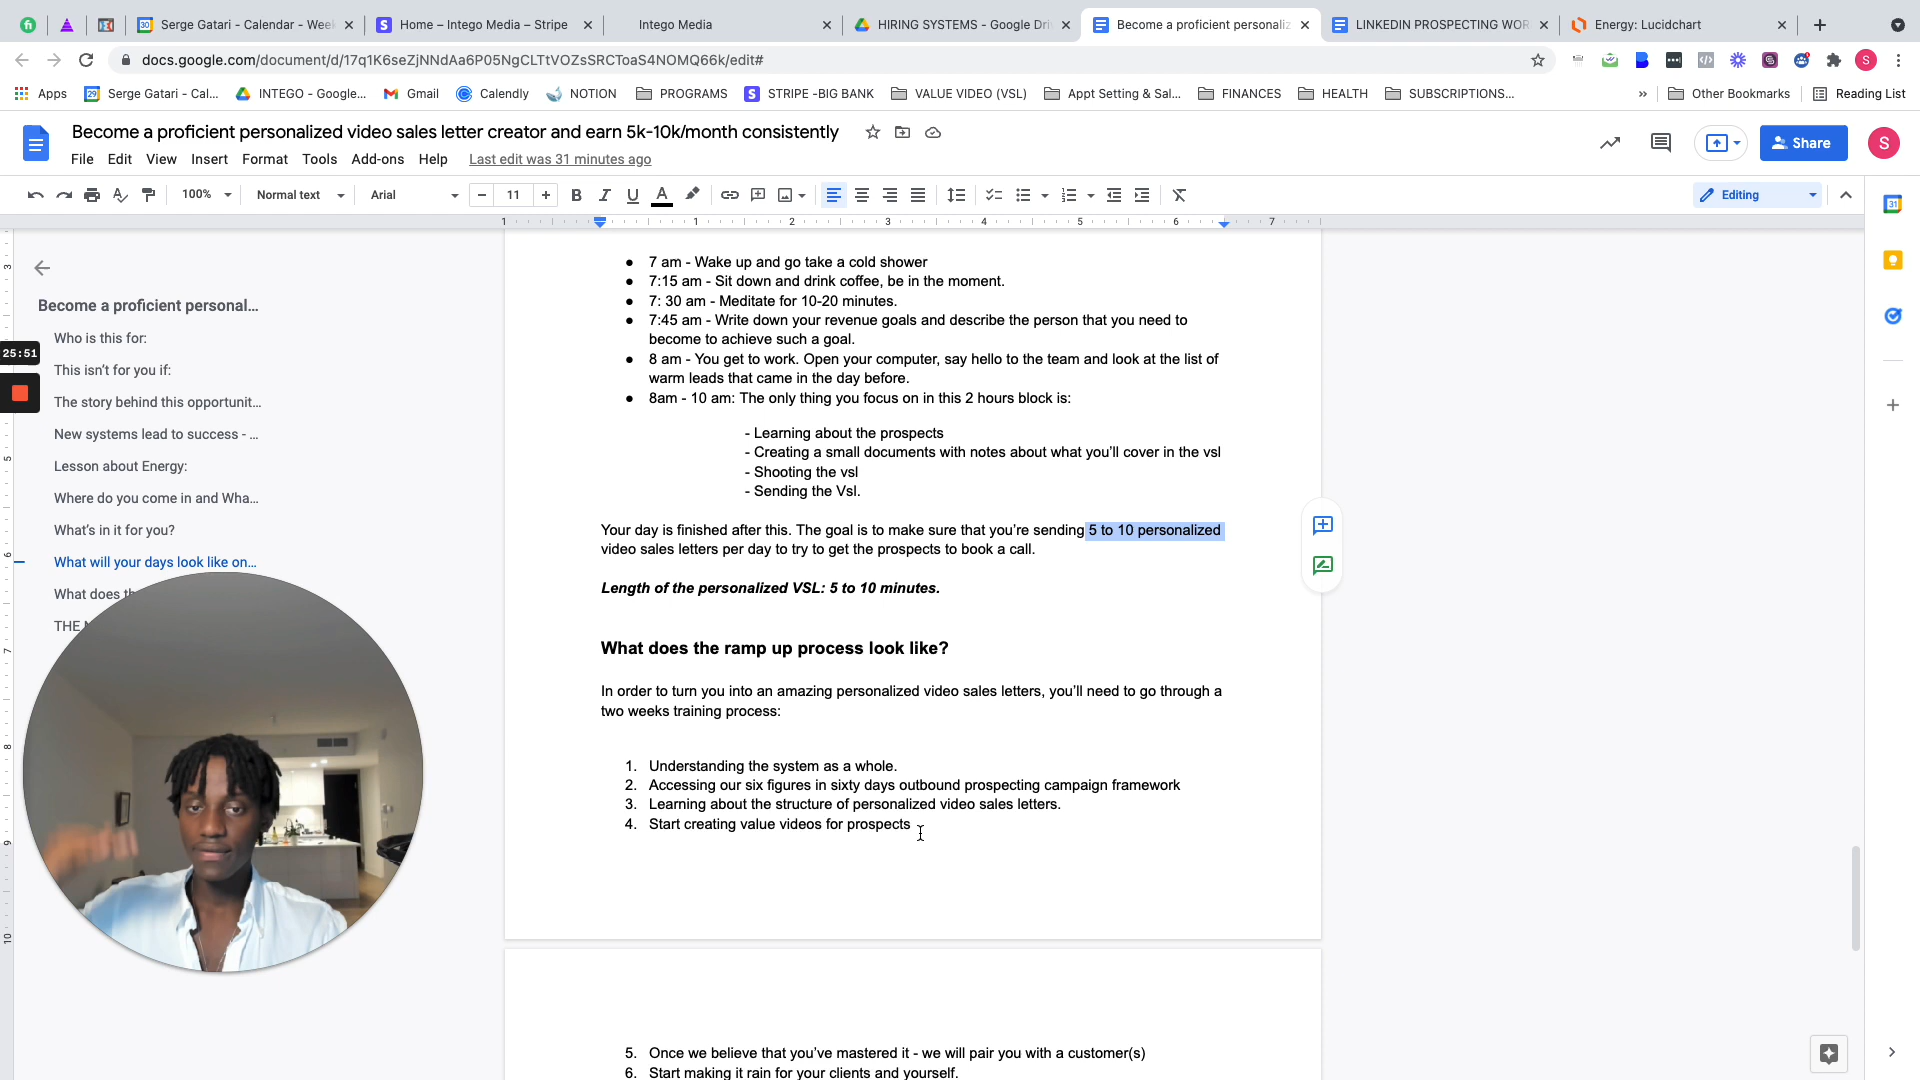 Serge Gatari - Calendar - Wee
Home – Intego Media – Stripe
Intego Media
HIRING SYSTEMS - Google Dri
Become a proficient personaliz
LINKEDIN PROSPECTING WOR
Energy: Lucidchart
docs.google.com/document/d/17q1K6seZjNNdAa6P05NgCLTtVOZsSRCToaS4NOMQ66k/edit#
S
Apps
Serge Gatari - Cal...
INTEGO - Google...
Gmail
Calendly
NOTION
PROGRAMS
STRIPE -BIG BANK
VALUE VIDEO (VSL)
Appt Setting & Sal...
FINANCES
HEALTH
SUBSCRIPTIONS...
»
Other Bookmarks
Reading List
Become a proficient personalized video sales letter creator and earn 5k-10k/month consistently
File Edit View Insert Format Tools Add-ons Help Last edit was 31 minutes ago
Share
S
100% Normal text Arial 11 B I U A
Editing
1 1 2 3 4 5 6 7
Become a proficient personal...
Who is this for:
25:51
This isn't for you if:
The story behind this opportunit...
New systems lead to success - ...
Lesson about Energy:
Where do you come in and Wha...
What's in it for you?
What will your days look like on...
What does th
THE
3
5
6
7
8
9
10
● 7 am - Wake up and go take a cold shower
● 7:15 am - Sit down and drink coffee, be in the moment.
● 7: 30 am - Meditate for 10-20 minutes.
● 7:45 am - Write down your revenue goals and describe the person that you need to
become to achieve such a goal.
● 8 am - You get to work. Open your computer, say hello to the team and look at the list of
warm leads that came in the day before.
● 8am - 10 am: The only thing you focus on in this 2 hours block is:
- Learning about the prospects
- Creating a small documents with notes about what you'll cover in the vsl
- Shooting the vsl
- Sending the Vsl.
Your day is finished after this. The goal is to make sure that you're sending 5 to 10 personalized
video sales letters per day to try to get the prospects to book a call.
Length of the personalized VSL: 5 to 10 minutes.
What does the ramp up process look like?
In order to turn you into an amazing personalized video sales letters, you'll need to go through a
two weeks training process:
1. Understanding the system as a whole.
2. Accessing our six figures in sixty days outbound prospecting campaign framework
3. Learning about the structure of personalized video sales letters.
4. Start creating value videos for prospects
5. Once we believe that you've mastered it - we will pair you with a customer(s)
6. Start making it rain for your clients and yourself.